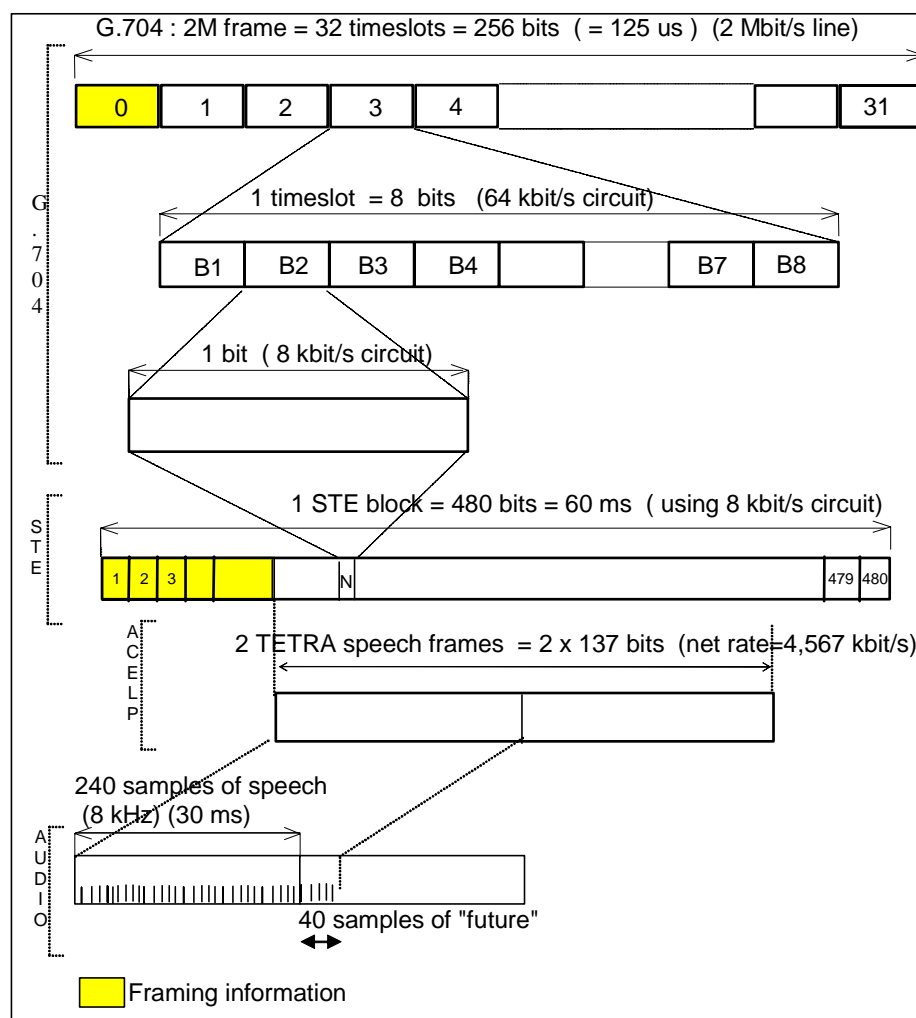 G.704 : 2M frame = 32 timeslots = 256 bits ( = 125 us ) (2 Mbit/s line)
0 1 2 3 4 31
G.704
1 timeslot = 8 bits (64 kbit/s circuit)
B1 B2 B3 B4 B7 B8
1 bit ( 8 kbit/s circuit)
STE
1 STE block = 480 bits = 60 ms ( using 8 kbit/s circuit)
1 2 3 N 479 480
ACELP
2 TETRA speech frames = 2 x 137 bits (net rate=4,567 kbit/s)
240 samples of speech
(8 kHz) (30 ms)
AUDIO
40 samples of "future"
Framing information